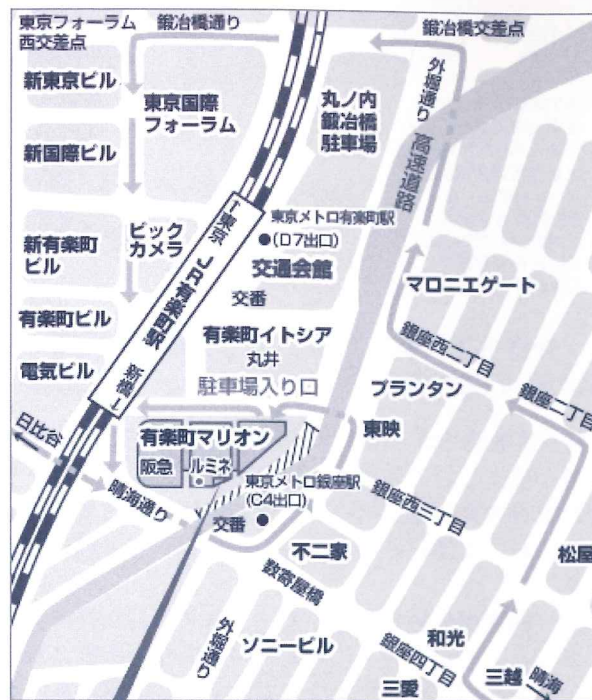 東京フォーラム
西交差点
鍛冶橋通り
鍛冶橋交差点
新東京ビル
東京国際
フォーラム
丸ノ内
鍛冶橋
駐車場
外堀通り
高速道路
新国際ビル
←東京 JR有楽町駅 新橋→
東京メトロ有楽町駅
(D7出口)
新有楽町
ビル
ビック
カメラ
交通会館
交番
マロニエゲート
有楽町ビル
有楽町イトシア
丸井
銀座西二丁目
電気ビル
駐車場入り口
プランタン
銀座二丁目
日比谷
有楽町マリオン
東映
阪急
ルミネ
東京メトロ銀座駅
(C4出口)
晴海通り
交番
銀座西三丁目
不二家
松屋
数寄屋橋
外堀通り
ソニービル
和光
銀座四丁目
三越
晴海
三愛